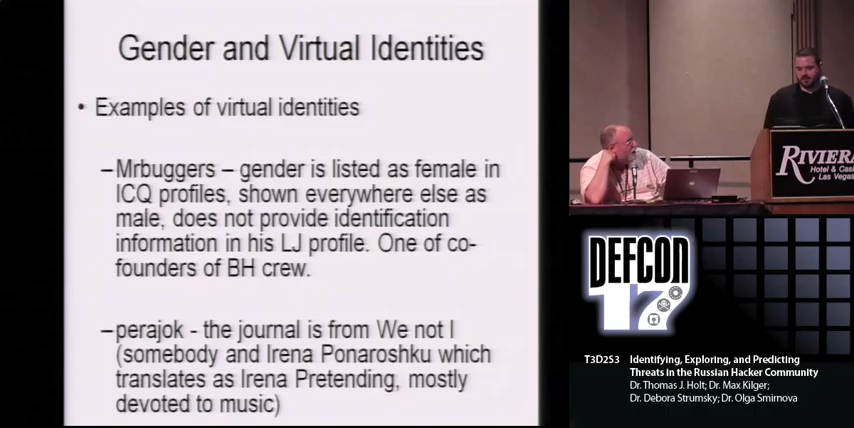 Gender and Virtual Identities
• Examples of virtual identities
–Mrbuggers – gender is listed as female in
ICQ profiles, shown everywhere else as
male, does not provide identification
information in his LJ profile. One of co-
founders of BH crew.
–perajok - the journal is from We not I
(somebody and Irena Ponaroshku which
translates as Irena Pretending, mostly
devoted to music)
RIVIERA
Hotel & Cas
Las Vegas
DEFCON
17
T3D2S3 Identifying, Exploring, and Predicting
Threats in the Russian Hacker Community
Dr. Thomas J. Holt; Dr. Max Kilger;
Dr. Debora Strumsky; Dr. Olga Smirnova